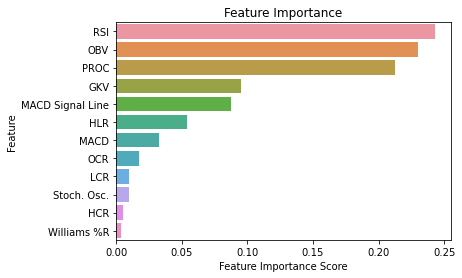 Feature Importance
RSI
OBV
PROC
GKV
MACD Signal Line
HLR
MACD
OCR
LCR
Stoch. Osc.
HCR
Williams %R
Feature
0.00 0.05 0.10 0.15 0.20 0.25
Feature Importance Score